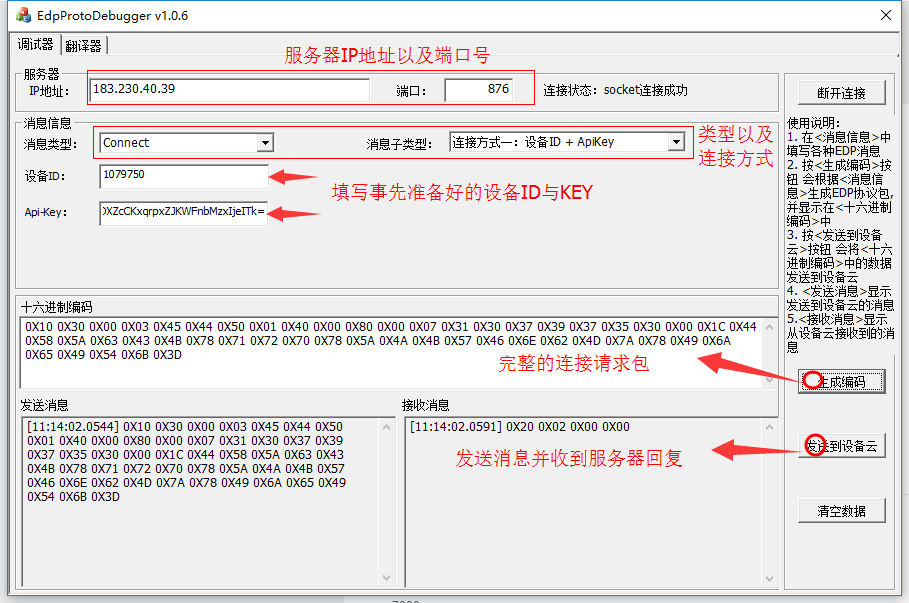 EdpProtoDebugger v1.0.6
调试器 翻译器
服务器IP地址以及端口号
服务器
IP地址: 183.230.40.39 端口: 876 连接状态: socket连接成功
断开连接
消息信息
消息类型: Connect 消息子类型: 连接方式一: 设备ID + ApiKey
类型以及
连接方式
设备ID: 1079750
填写事先准备好的设备ID与KEY
Api-Key: XZcCKxqrpxZJKWFnbMzxIjeITk=
使用说明:
1. 在<消息信息>中
填写各种EDP消息
2. 按<生成编码>按
钮 会根据<消息信
息>生成EDP协议包,
并显示在<十六进制
编码>中
3. 按<发送到设备
云>按钮 会将<十六
进制编码>中的数据
发送到设备云
4. <发送消息>显示
发送到设备云的消息
5.<接收消息>显示
从设备云接收到的消
息
十六进制编码
0X10 0X30 0X00 0X03 0X45 0X44 0X50 0X01 0X40 0X00 0X80 0X00 0X07 0X31 0X30 0X37 0X39 0X37 0X35 0X30 0X00 0X1C 0X44
0X58 0X5A 0X63 0X43 0X4B 0X78 0X71 0X72 0X70 0X78 0X5A 0X4A 0X4B 0X57 0X46 0X6E 0X62 0X4D 0X7A 0X78 0X49 0X6A
0X65 0X49 0X54 0X6B 0X3D
完整的连接请求包
生成编码
发送消息
[11:14:02.0544] 0X10 0X30 0X00 0X03 0X45 0X44 0X50
0X01 0X40 0X00 0X80 0X00 0X07 0X31 0X30 0X37 0X39
0X37 0X35 0X30 0X00 0X1C 0X44 0X58 0X5A 0X63 0X43
0X4B 0X78 0X71 0X72 0X70 0X78 0X5A 0X4A 0X4B 0X57
0X46 0X6E 0X62 0X4D 0X7A 0X78 0X49 0X6A 0X65 0X49
0X54 0X6B 0X3D
接收消息
[11:14:02.0591] 0X20 0X02 0X00 0X00
发送消息并收到服务器回复
发送到设备云
清空数据